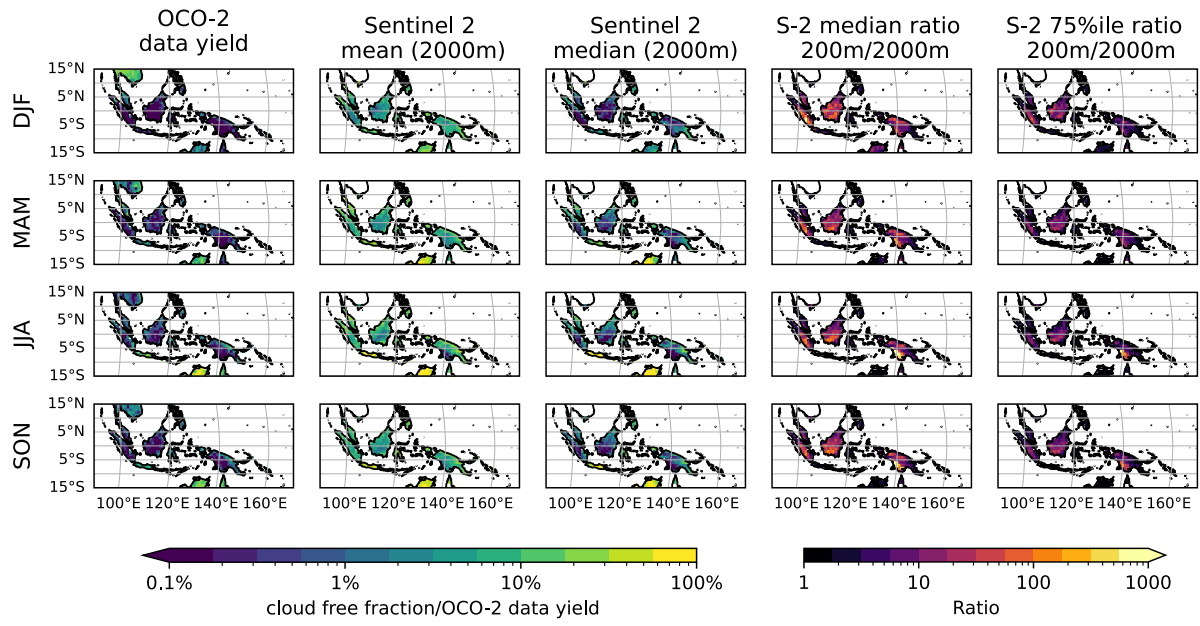 OCO-2
data yield
Sentinel 2
mean (2000m)
Sentinel 2
median (2000m)
S-2 median ratio
200m/2000m
S-2 75%ile ratio
200m/2000m
DJF
15°N
5°N
5°S
15°S
MAM
15°N
5°N
5°S
15°S
JJA
15°N
5°N
5°S
15°S
SON
15°N
5°N
5°S
15°S
100°E 120°E 140°E 160°E
100°E 120°E 140°E 160°E
100°E 120°E 140°E 160°E
100°E 120°E 140°E 160°E
100°E 120°E 140°E 160°E
0.1% 1% 10% 100%
cloud free fraction/OCO-2 data yield
1 10 100 1000
Ratio